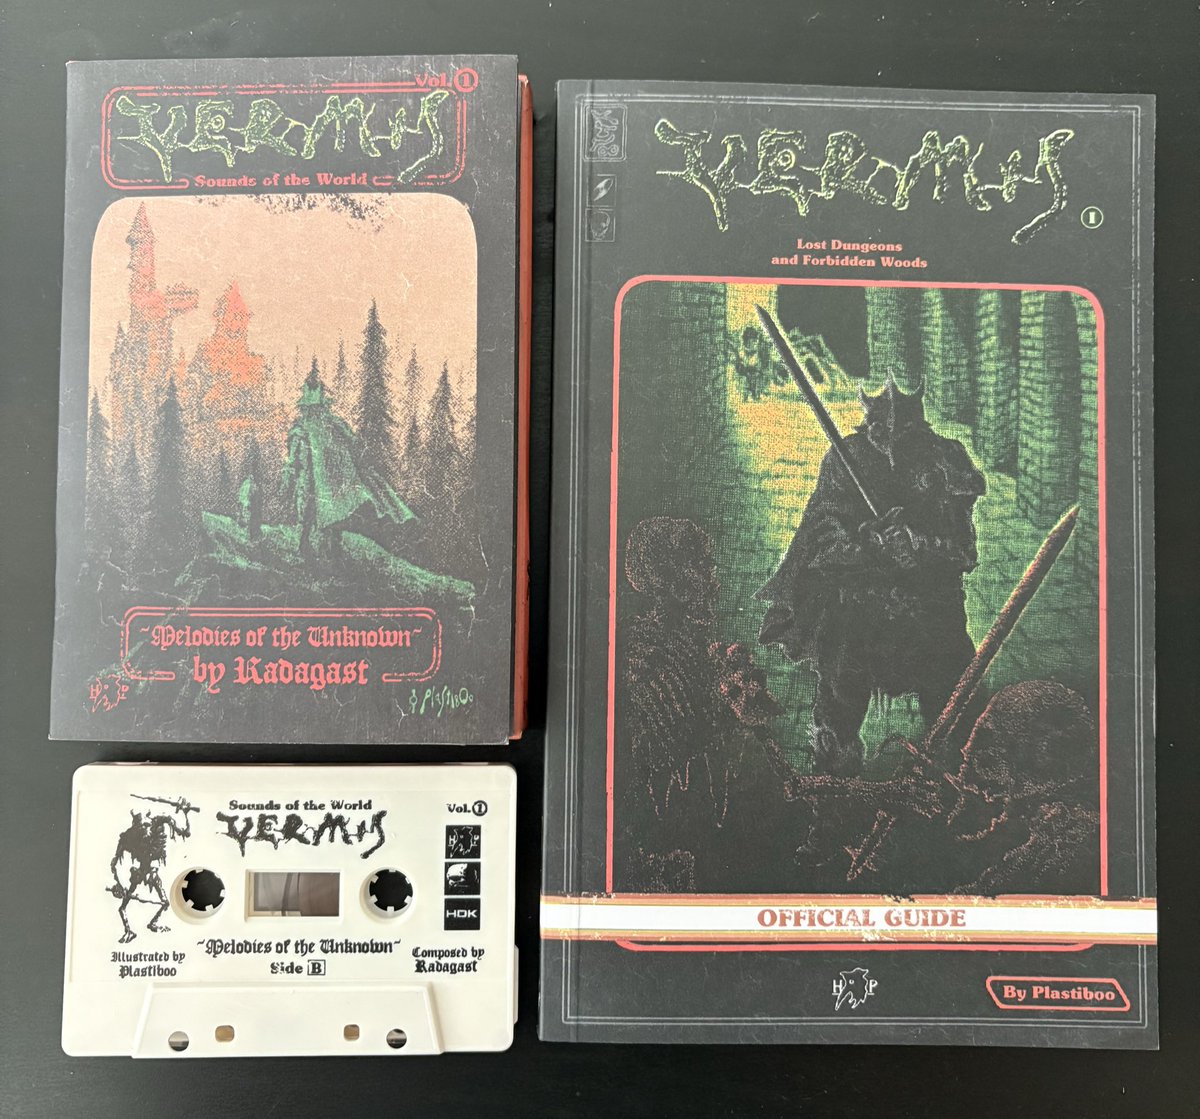 Vol. 1
VERMIS
Sounds of the World
~Melodies of the Unknown~
by Radagast
H P
PlastiBoo
VERMIS
I
Lost Dungeons
and Forbidden Woods
OFFICIAL GUIDE
H P
By Plastiboo
Sounds of the World
VERMIS
Vol. 1
H P
HDK
~Melodies of the Unknown~
Side B
Illustrated by
Plastiboo
Composed by
Radagast